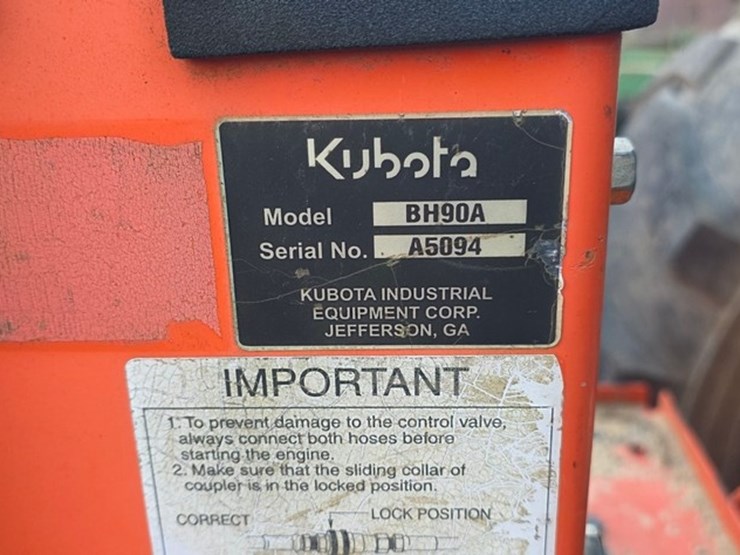 Kubota
Model BH90A
Serial No. A5094
KUBOTA INDUSTRIAL
EQUIPMENT CORP.
JEFFERSON, GA
IMPORTANT
1. To prevent damage to the control valve,
always connect both hoses before
starting the engine.
2. Make sure that the sliding collar of
coupler is in the locked position.
CORRECT LOCK POSITION